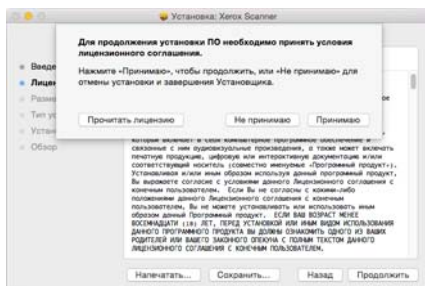 Установка: Xerox Scanner
Для продолжения установки ПО необходимо принять условия
лицензионного соглашения.
Нажмите «Принимаю», чтобы продолжить, или «Не принимаю» для
отмены установки и завершения Установщика.
Прочитать лицензию
Не принимаю
Принимаю
Введе
Лицен
Разме
Тип ус
Устан
Обзор
который включает в себя компьютерное программное обеспечение и
связанные с ним аудиовизуальные произведения, а также может включать
печатную продукцию, цифровую или интерактивную документацию и/или
соответствующий носитель (совместно именуемые «Программный продукт»).
Устанавливая и/или иным образом используя данный программный продукт,
Вы выражаете согласие с условиями данного Лицензионного соглашения с
конечным пользователем. Если Вы не согласны с какими-либо
положениями данного Лицензионного соглашения с конечным
пользователем, Вы не можете устанавливать или использовать иным
образом данный Программный продукт. ЕСЛИ ВАШ ВОЗРАСТ МЕНЕЕ
ВОСЕМНАДЦАТИ (18) ЛЕТ, ПЕРЕД УСТАНОВКОЙ ИЛИ ИНЫМ ВИДОМ ИСПОЛЬЗОВАНИЯ
ДАННОГО ПРОГРАММНОГО ПРОДУКТА ВЫ ДОЛЖНЫ ОЗНАКОМИТЬ ОДНОГО ИЗ ВАШИХ
РОДИТЕЛЕЙ ИЛИ ВАШЕГО ЗАКОННОГО ОПЕКУНА С ПОЛНЫМ ТЕКСТОМ ДАННОГО
ЛИЦЕНЗИОННОГО СОГЛАШЕНИЯ С КОНЕЧНЫМ ПОЛЬЗОВАТЕЛЕМ.
Напечатать...
Сохранить...
Назад
Продолжить